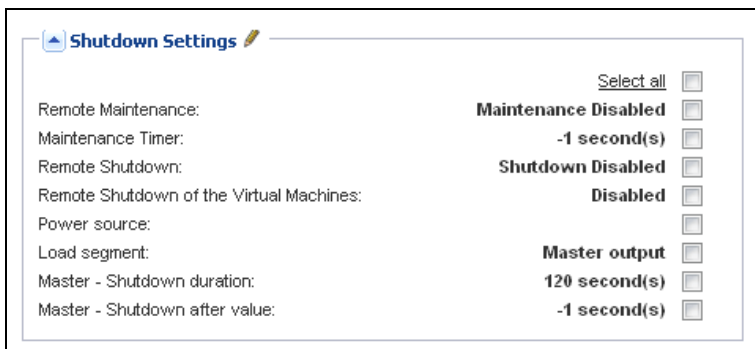 Shutdown Settings
Select all
Remote Maintenance: Maintenance Disabled
Maintenance Timer: -1 second(s)
Remote Shutdown: Shutdown Disabled
Remote Shutdown of the Virtual Machines: Disabled
Power source:
Load segment: Master output
Master - Shutdown duration: 120 second(s)
Master - Shutdown after value: -1 second(s)